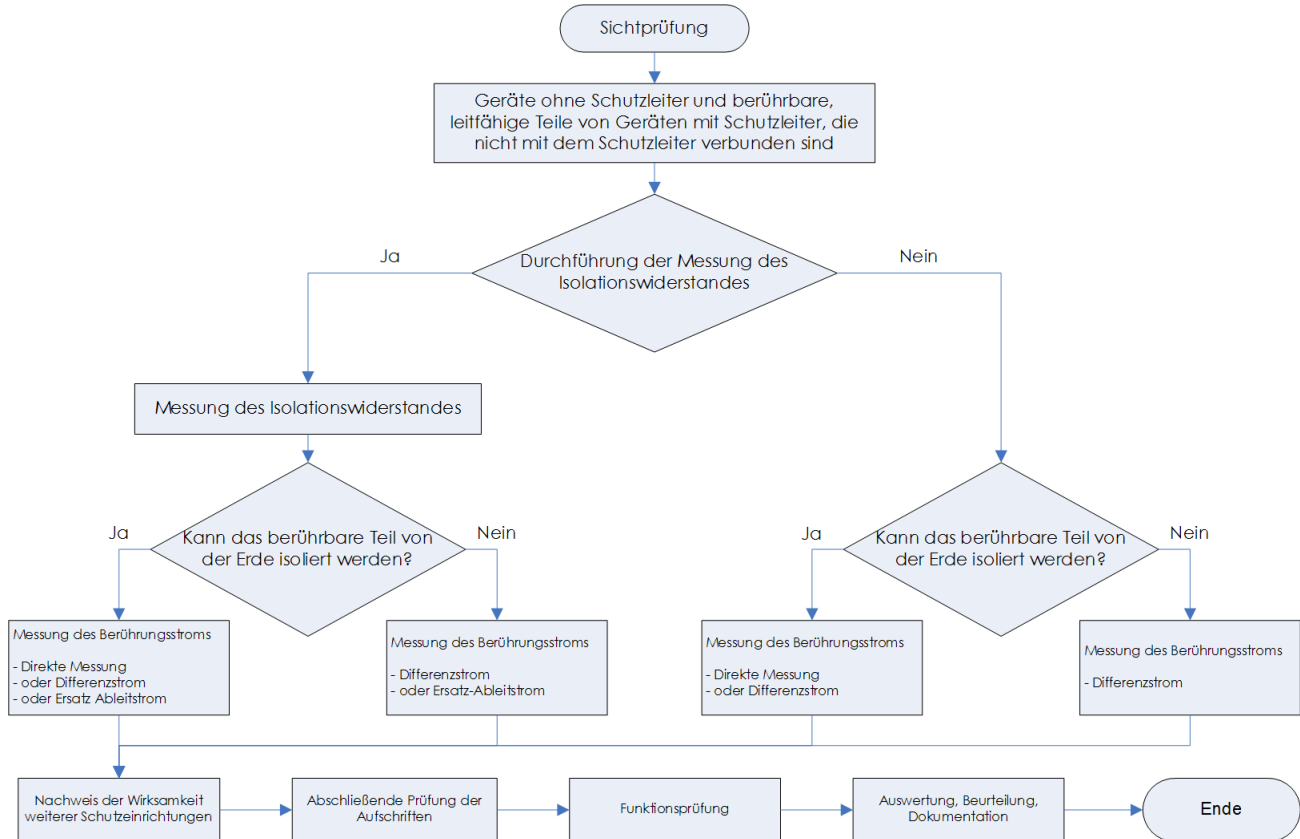 Sichtprüfung
Geräte ohne Schutzleiter und berührbare,
leitfähige Teile von Geräten mit Schutzleiter, die
nicht mit dem Schutzleiter verbunden sind
Ja
Durchführung der Messung des
Isolationswiderstandes
Nein
Messung des Isolationswiderstandes
Ja
Kann das berührbare Teil von
der Erde isoliert werden?
Nein
Ja
Kann das berührbare Teil von
der Erde isoliert werden?
Nein
Messung des Berührungsstroms
- Direkte Messung
- oder Differenzstrom
- oder Ersatz Ableitstrom
Messung des Berührungsstroms
- Differenzstrom
- oder Ersatz-Ableitstrom
Messung des Berührungsstroms
- Direkte Messung
- oder Differenzstrom
Messung des Berührungsstroms
- Differenzstrom
Nachweis der Wirksamkeit
weiterer Schutzeinrichtungen
Abschließende Prüfung der
Aufschriften
Funktionsprüfung
Auswertung, Beurteilung,
Dokumentation
Ende